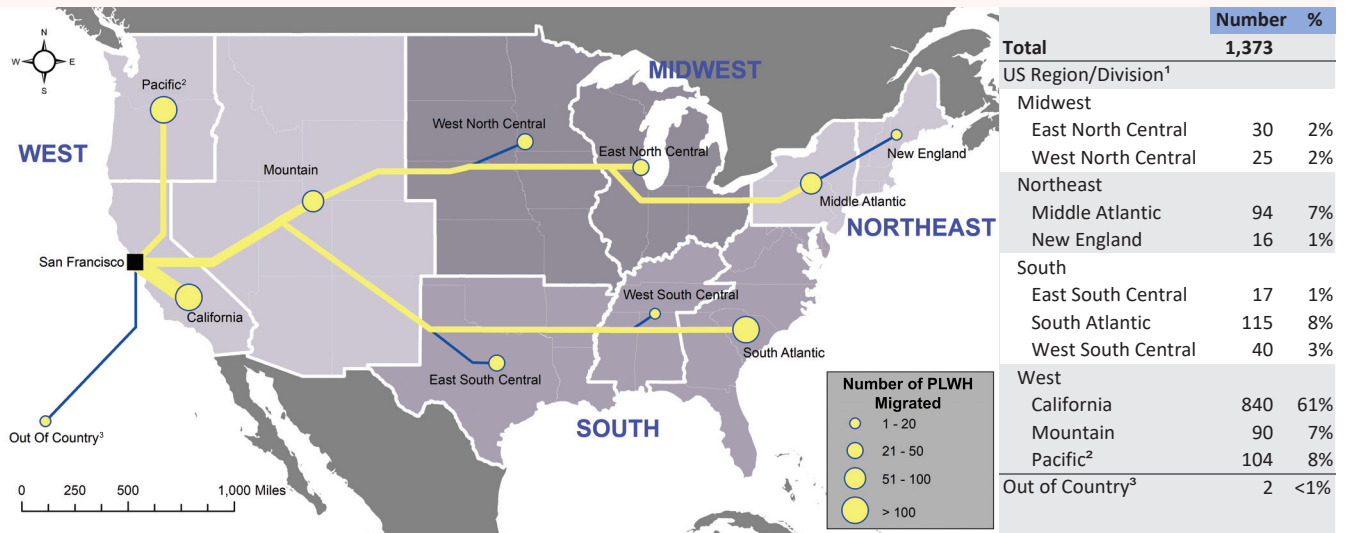 N
W
E
S
WEST
MIDWEST
NORTHEAST
SOUTH
Pacific²
West North Central
East North Central
New England
Mountain
Middle Atlantic
San Francisco
California
West South Central
South Atlantic
East South Central
Out Of Country³
0 250 500 1,000 Miles
Number of PLWH
Migrated
1 - 20
21 - 50
51 - 100
> 100
Number %
Total 1,373
US Region/Division¹
Midwest
East North Central 30 2%
West North Central 25 2%
Northeast
Middle Atlantic 94 7%
New England 16 1%
South
East South Central 17 1%
South Atlantic 115 8%
West South Central 40 3%
West
California 840 61%
Mountain 90 7%
Pacific² 104 8%
Out of Country³ 2 <1%